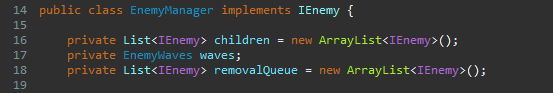 14 public class EnemyManager implements IEnemy {
15
16 private List<IEnemy> children = new ArrayList<IEnemy>();
17 private EnemyWaves waves;
18 private List<IEnemy> removalQueue = new ArrayList<IEnemy>();
19